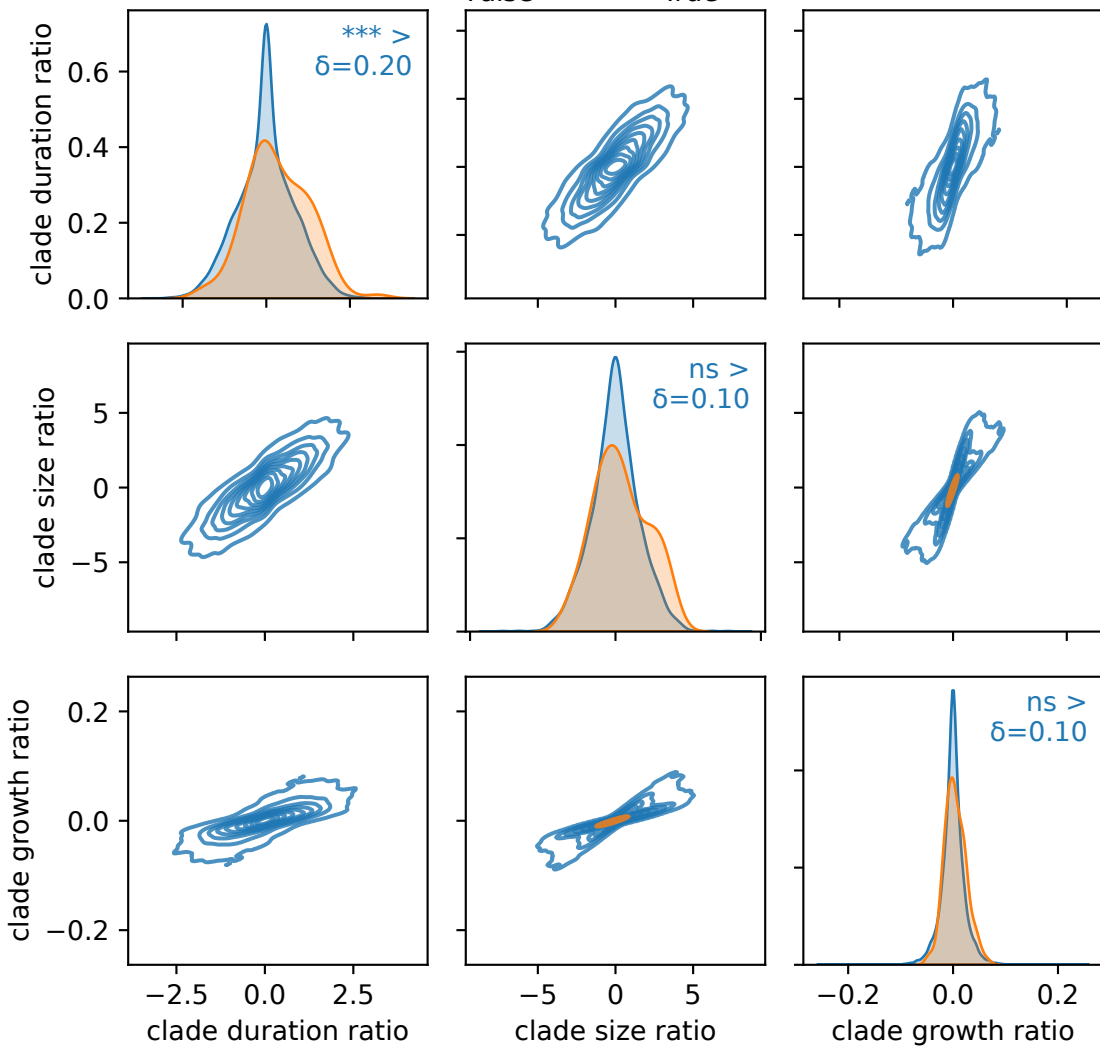 clade duration ratio
0.6
0.4
0.2
0.0
*** >
δ=0.20
clade size ratio
5
0
−5
ns >
δ=0.10
clade growth ratio
0.2
0.0
−0.2
ns >
δ=0.10
−2.5 0.0 2.5
−5 0 5
−0.2 0.0 0.2
clade duration ratio
clade size ratio
clade growth ratio